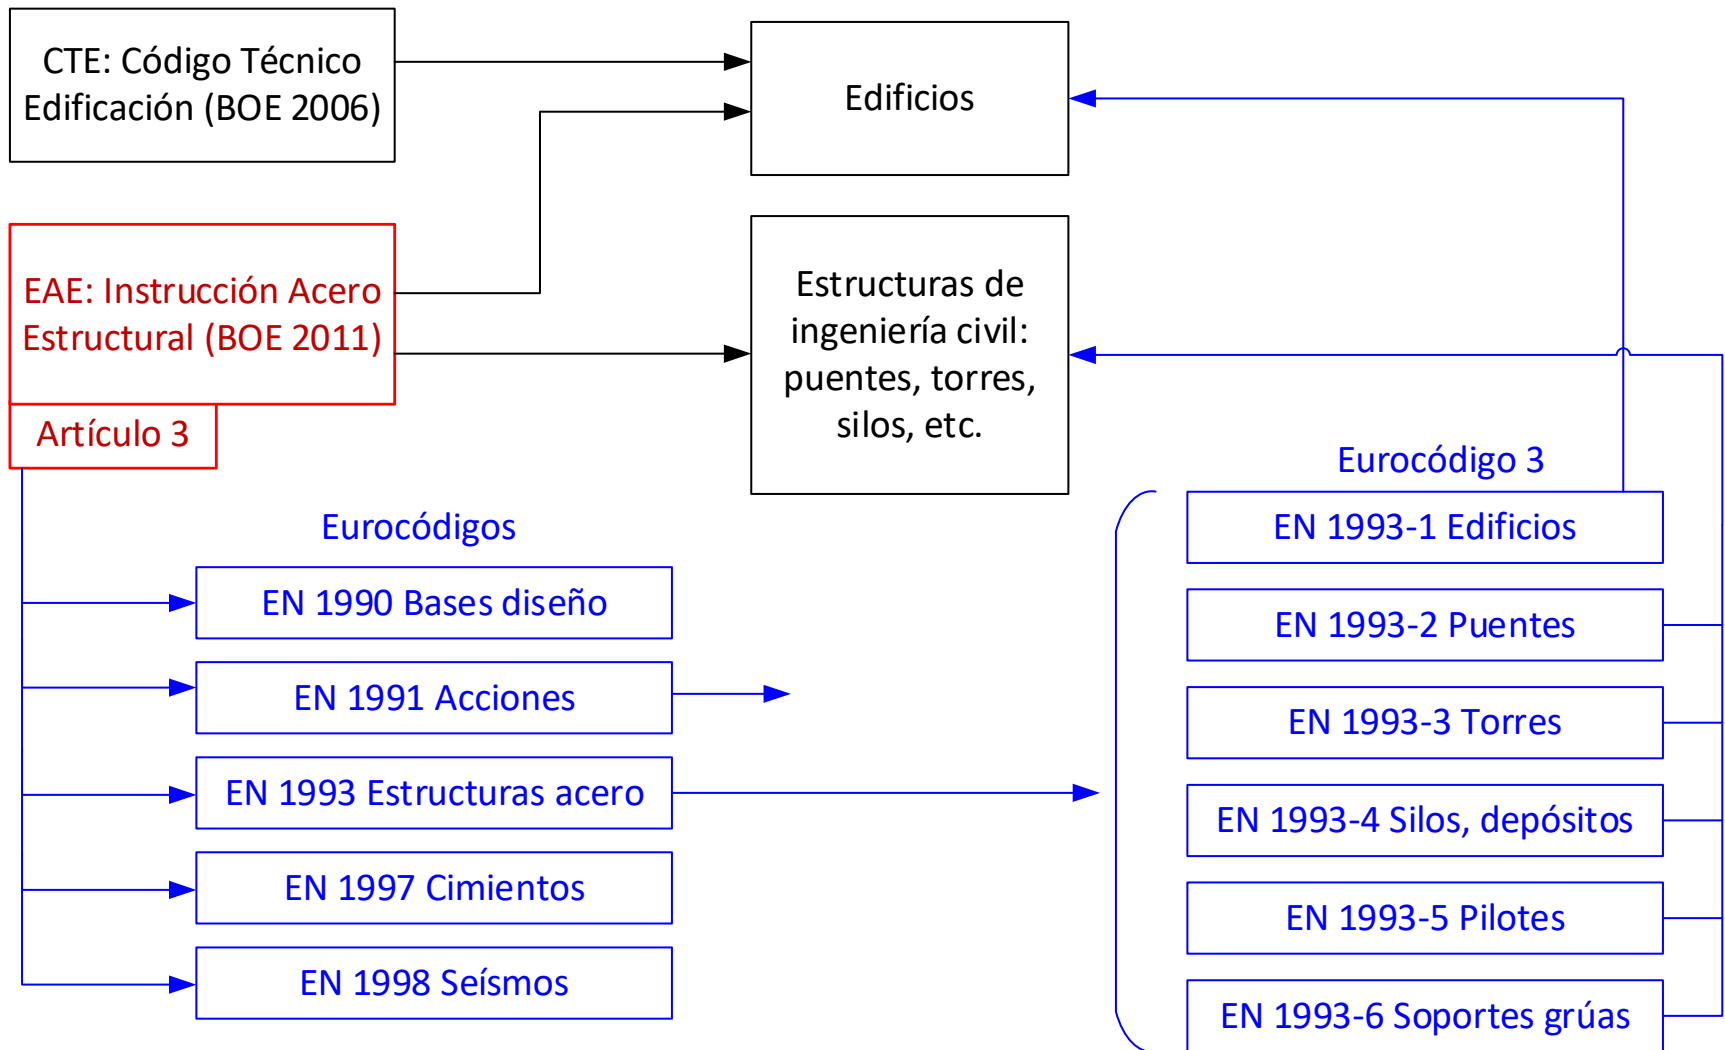 CTE: Código Técnico
Edificación (BOE 2006)
Edificios
EAE: Instrucción Acero
Estructural (BOE 2011)
Artículo 3
Estructuras de
ingeniería civil:
puentes, torres,
silos, etc.
Eurocódigos
EN 1990 Bases diseño
EN 1991 Acciones
EN 1993 Estructuras acero
EN 1997 Cimientos
EN 1998 Seísmos
Eurocódigo 3
EN 1993-1 Edificios
EN 1993-2 Puentes
EN 1993-3 Torres
EN 1993-4 Silos, depósitos
EN 1993-5 Pilotes
EN 1993-6 Soportes grúas